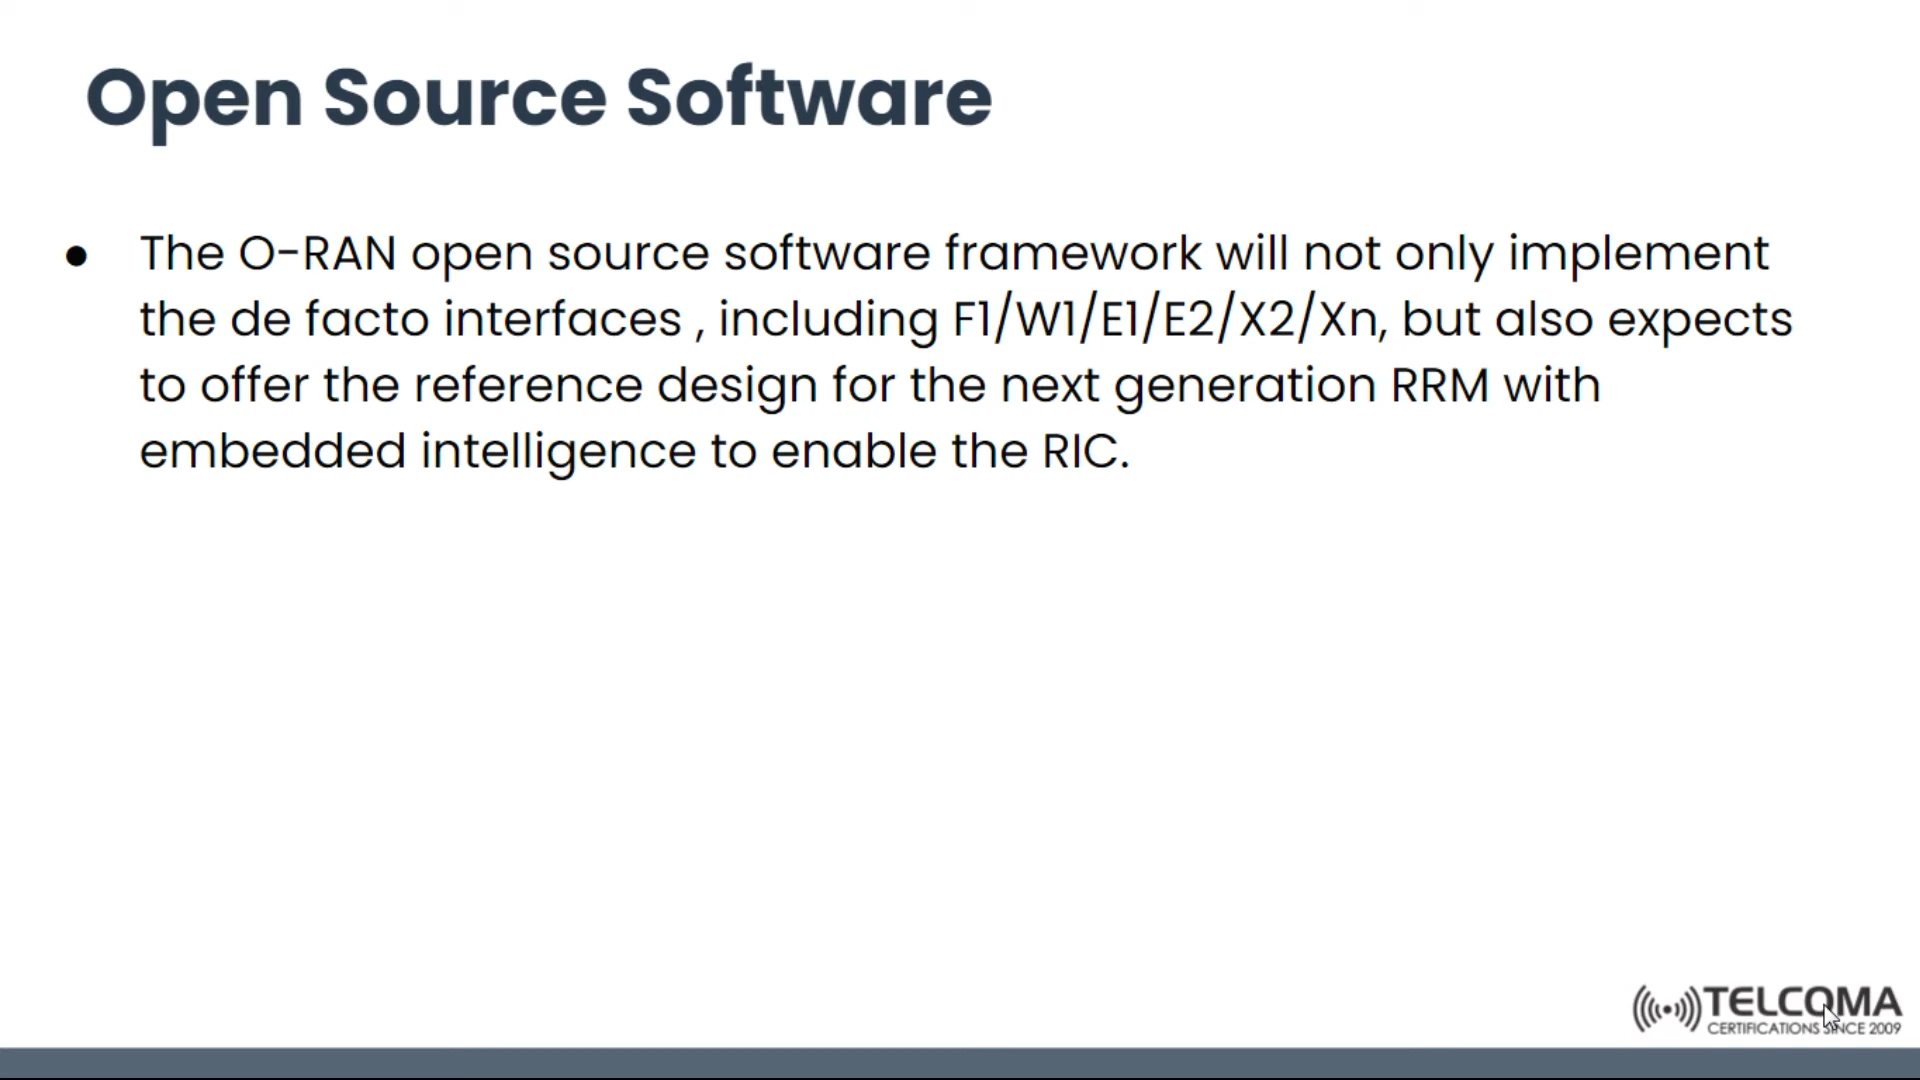 Open Source Software
● The O-RAN open source software framework will not only implement
the de facto interfaces , including F1/W1/E1/E2/X2/Xn, but also expects
to offer the reference design for the next generation RRM with
embedded intelligence to enable the RIC.
TELCOMA
CERTIFICATIONS SINCE 2009